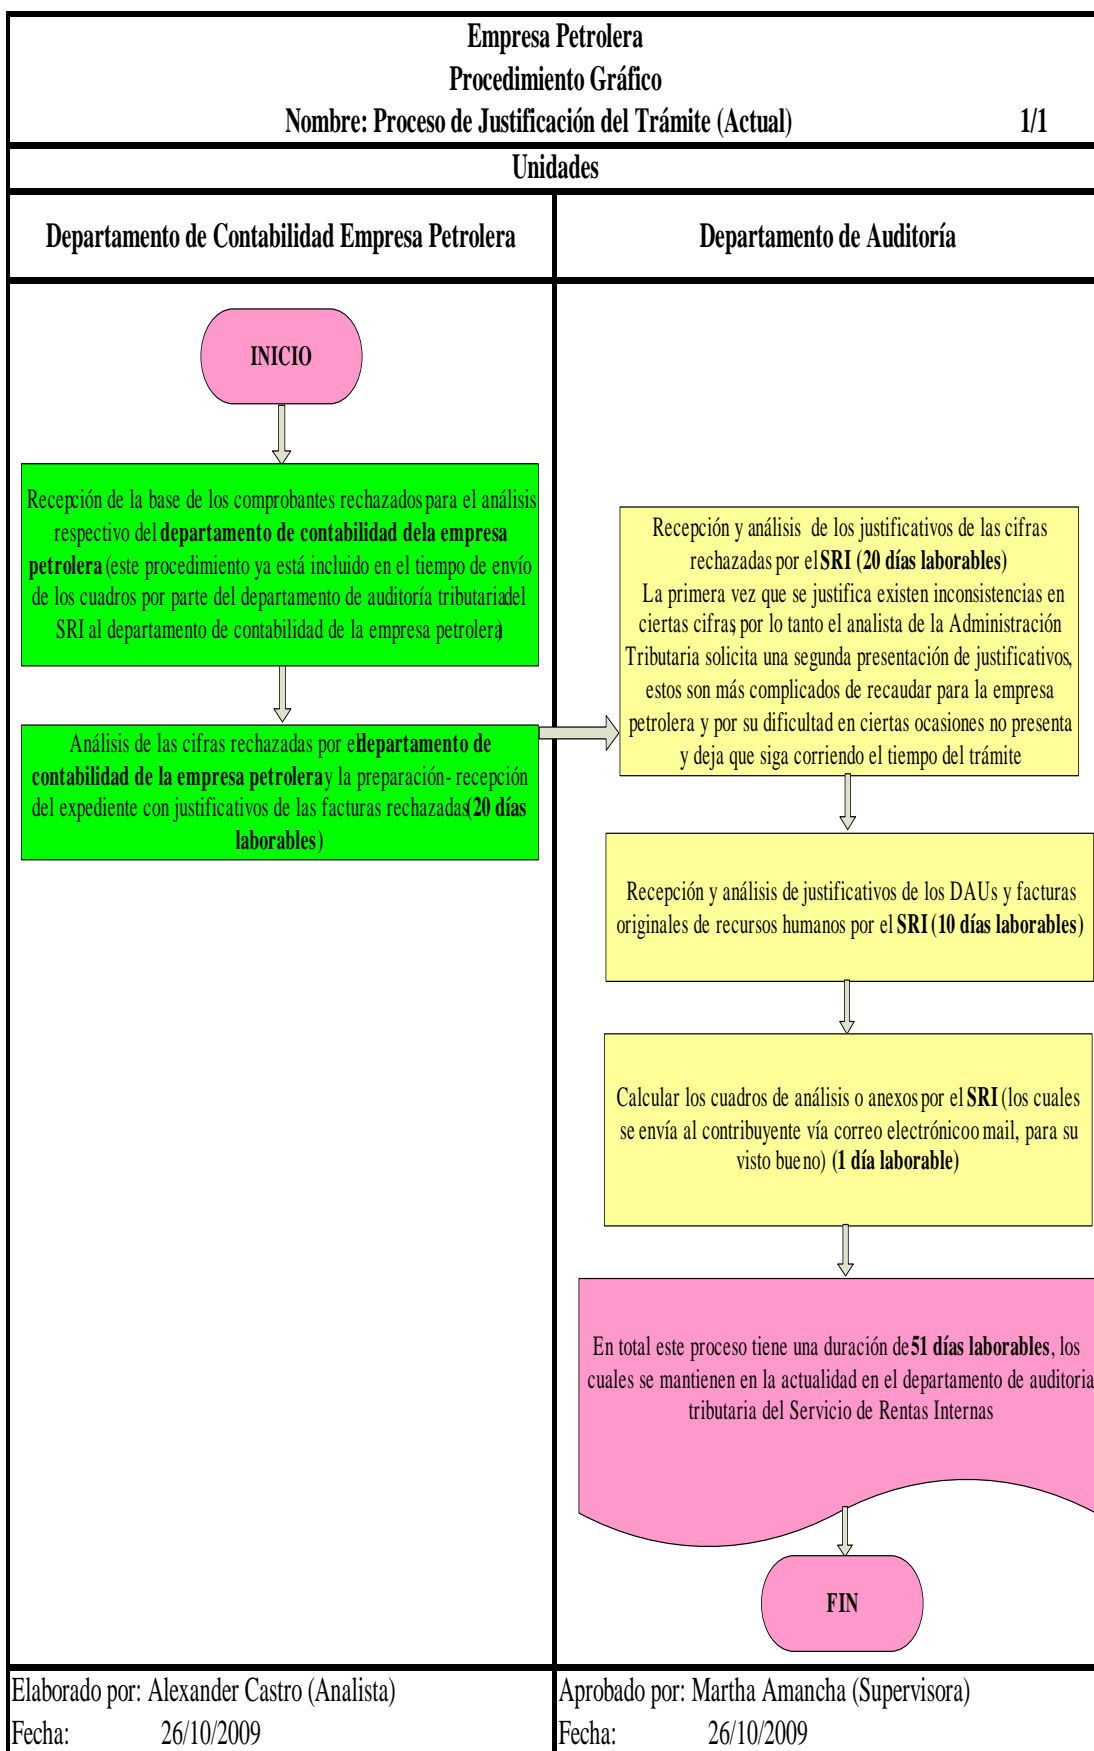 Empresa Petrolera
Procedimiento Gráfico
Nombre: Proceso de Justificación del Trámite (Actual) 1/1
Unidades
Departamento de Contabilidad Empresa Petrolera
Departamento de Auditoría
INICIO
Recepción de la base de los comprobantes rechazados para el análisis
respectivo del departamento de contabilidad dela empresa
petrolera (este procedimiento ya está incluido en el tiempo de envío
de los cuadros por parte del departamento de auditoría tributaria del
SRI al departamento de contabilidad de la empresa petrolera)
Análisis de las cifras rechazadas por el departamento de
contabilidad de la empresa petrolera y la preparación- recepción
del expediente con justificativos de las facturas rechazadas (20 días
laborables)
Recepción y análisis de los justificativos de las cifras
rechazadas por el SRI (20 días laborables)
La primera vez que se justifica existen inconsistencias en
ciertas cifras, por lo tanto el analista de la Administración
Tributaria solicita una segunda presentación de justificativos,
estos son más complicados de recaudar para la empresa
petrolera y por su dificultad en ciertas ocasiones no presenta
y deja que siga corriendo el tiempo del trámite
Recepción y análisis de justificativos de los DAUs y facturas
originales de recursos humanos por el SRI (10 días laborables)
Calcular los cuadros de análisis o anexos por el SRI (los cuales
se envía al contribuyente vía correo electrónico o mail, para su
visto bueno) (1 día laborable)
En total este proceso tiene una duración de 51 días laborables, los
cuales se mantienen en la actualidad en el departamento de auditoria
tributaria del Servicio de Rentas Internas
FIN
Elaborado por: Alexander Castro (Analista)
Fecha: 26/10/2009
Aprobado por: Martha Amancha (Supervisora)
Fecha: 26/10/2009